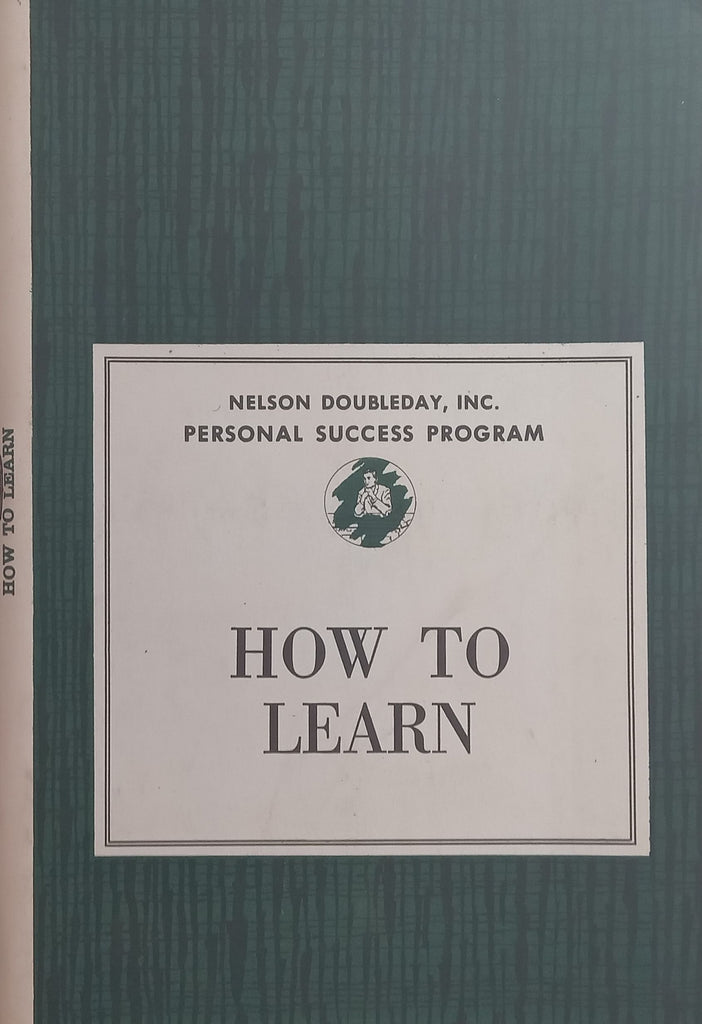 NELSON DOUBLEDAY, INC.
PERSONAL SUCCESS PROGRAM
HOW TO
LEARN
HOW TO LEARN